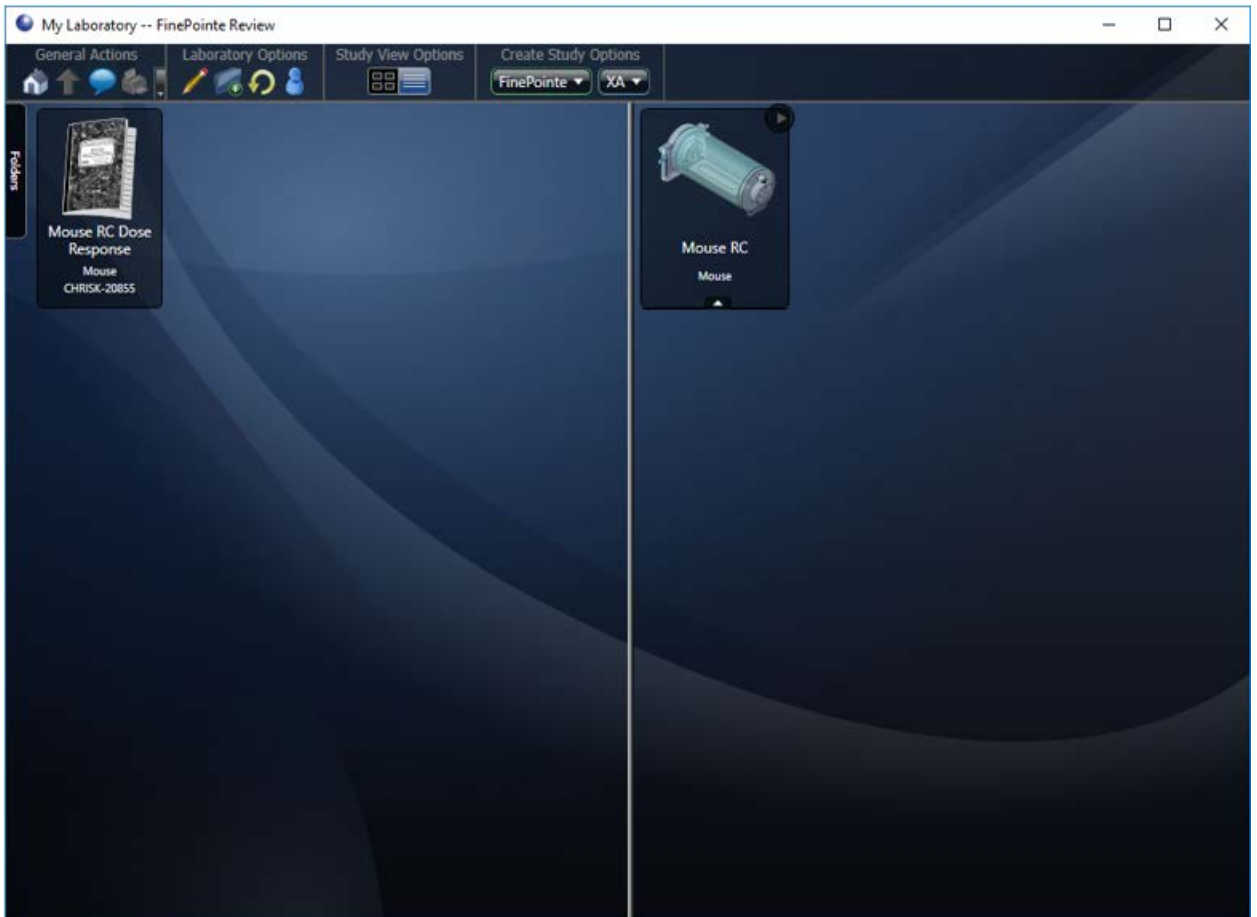 My Laboratory -- FinePointe Review
General Actions
Laboratory Options
Study View Options
Create Study Options
FinePointe
XA
Folders
Mouse RC Dose
Response
Mouse
CHRISK-20855
Mouse RC
Mouse